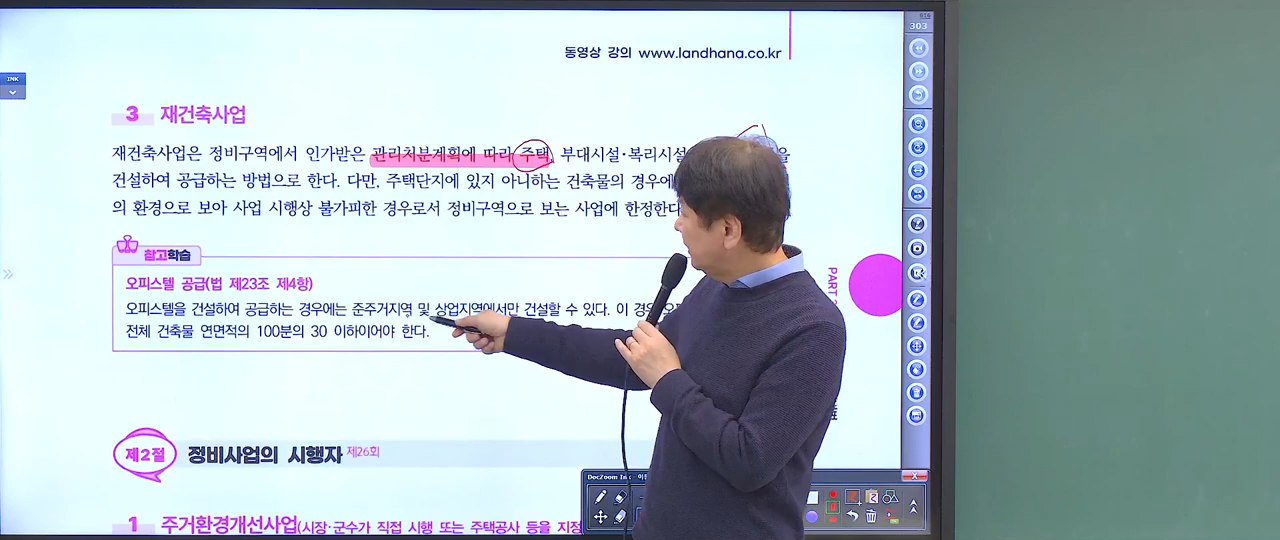 303
동영상 강의 www.landhana.co.kr
INK
3 재건축사업
재건축사업은 정비구역에서 인가받은 관리처분계획에 따라 주택, 부대시설·복리시설 을
건설하여 공급하는 방법으로 한다. 다만, 주택단지에 있지 아니하는 건축물의 경우에
의 환경으로 보아 사업 시행상 불가피한 경우로서 정비구역으로 보는 사업에 한정한다
참고학습
오피스텔 공급(법 제23조 제4항)
오피스텔을 건설하여 공급하는 경우에는 준주거지역 및 상업지역에서만 건설할 수 있다. 이 경우 오
전체 건축물 연면적의 100분의 30 이하이어야 한다.
PART
제2절 정비사업의 시행자 제26회
DocZoom Ink
1 주거환경개선사업(시장·군수가 직접 시행 또는 주택공사 등을 지정